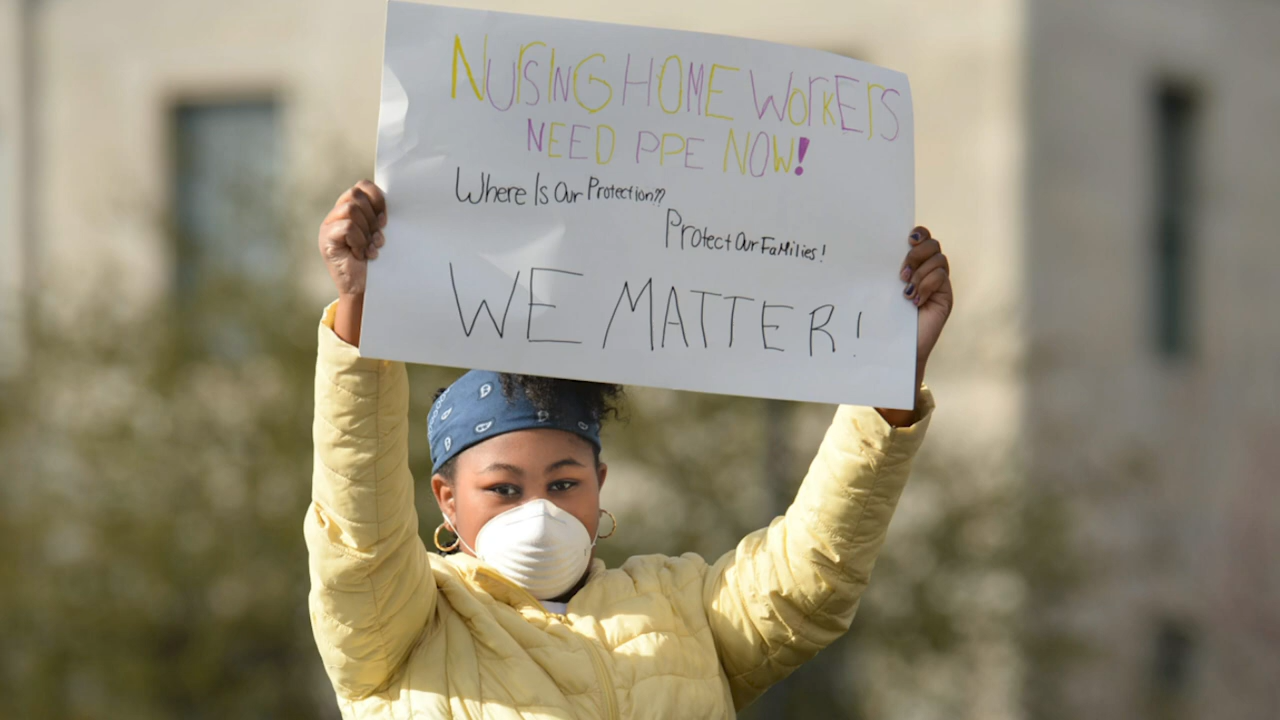 NURSING HOME WORKERS
NEED PPE NOW!
Where Is Our Protection??
Protect Our Families!
WE MATTER!